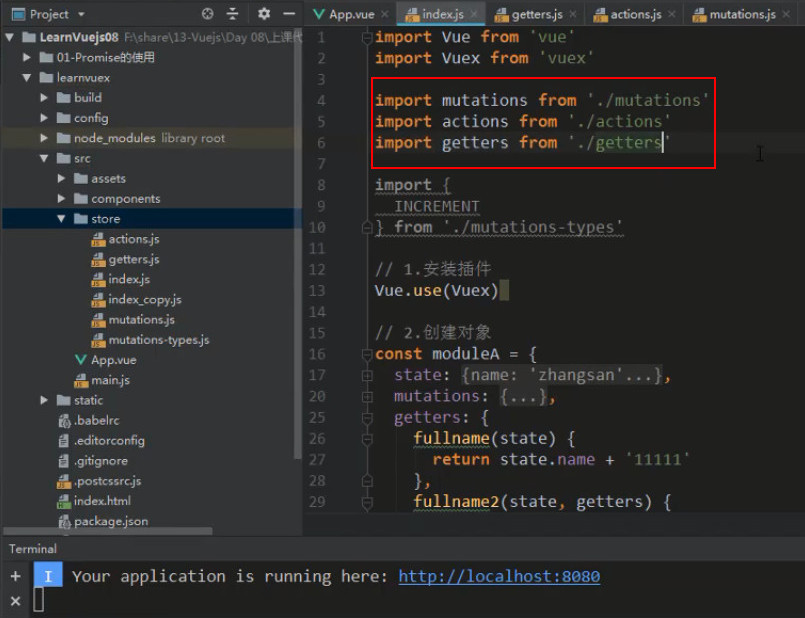 Project
App.vue
index.js
getters.js
actions.js
mutations.js
LearnVuejs08 F:\share\13-Vuejs\Day 08\上课代
01-Promise的使用
learnvuex
build
config
node_modules library root
src
assets
components
store
actions.js
getters.js
index.js
index_copy.js
mutations.js
mutations-types.js
App.vue
main.js
static
.babelrc
.editorconfig
.gitignore
.postcssrc.js
index.html
package.json
1 import Vue from 'vue'
2 import Vuex from 'vuex'
3
4 import mutations from './mutations'
5 import actions from './actions'
6 import getters from './getters'
7
8 import {
9 INCREMENT
10 } from './mutations-types'
11
12 // 1.安装插件
13 Vue.use(Vuex)
14
15 // 2.创建对象
16 const moduleA = {
17 state: {name: 'zhangsan'...},
20 mutations: {...},
25 getters: {
26 fullname(state) {
27 return state.name + '11111'
28 },
29 fullname2(state, getters) {
Terminal
I Your application is running here: http://localhost:8080